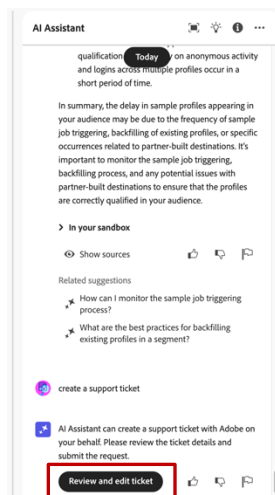 AI Assistant
qualification
Today
on anonymous activity
and logins across multiple profiles occur in a
short period of time.
In summary, the delay in sample profiles appearing in
your audience may be due to the frequency of sample
job triggering, backfilling of existing profiles, or specific
occurrences related to partner-built destinations. It's
important to monitor the sample job triggering,
backfilling process, and any potential issues with
partner-built destinations to ensure that the profiles
are correctly qualified in your audience.
In your sandbox
Show sources
Related suggestions
How can I monitor the sample job triggering
process?
What are the best practices for backfilling
existing profiles in a segment?
create a support ticket
AI Assistant can create a support ticket with Adobe on
your behalf. Please review the ticket details and
submit the request.
Review and edit ticket